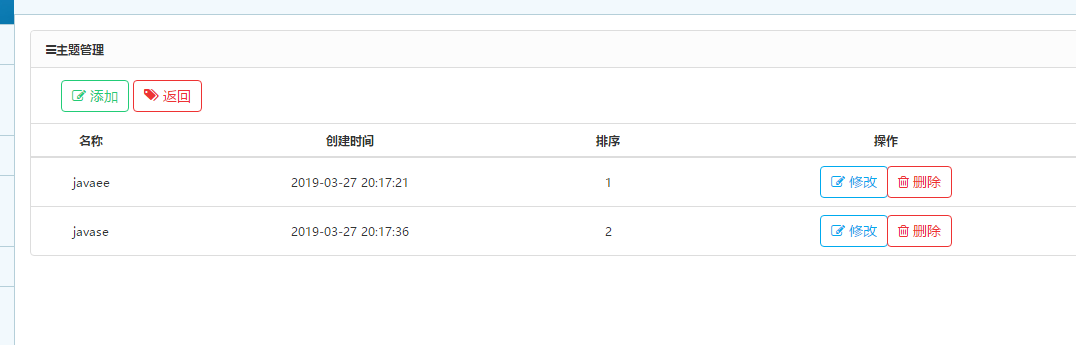 主题管理
添加 返回
名称 创建时间 排序 操作
javaee 2019-03-27 20:17:21 1 修改 删除
javase 2019-03-27 20:17:36 2 修改 删除